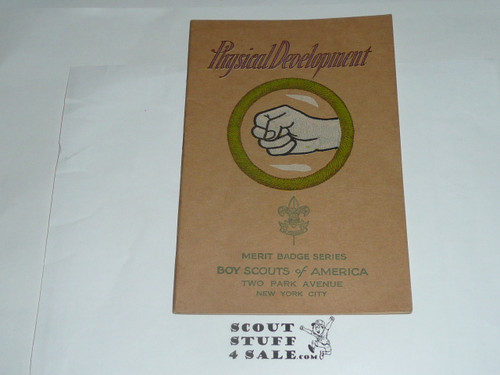 Physical Development
MERIT BADGE SERIES
BOY SCOUTS of AMERICA
TWO PARK AVENUE
NEW YORK CITY
SCOUT
STUFF
4 SALE.com